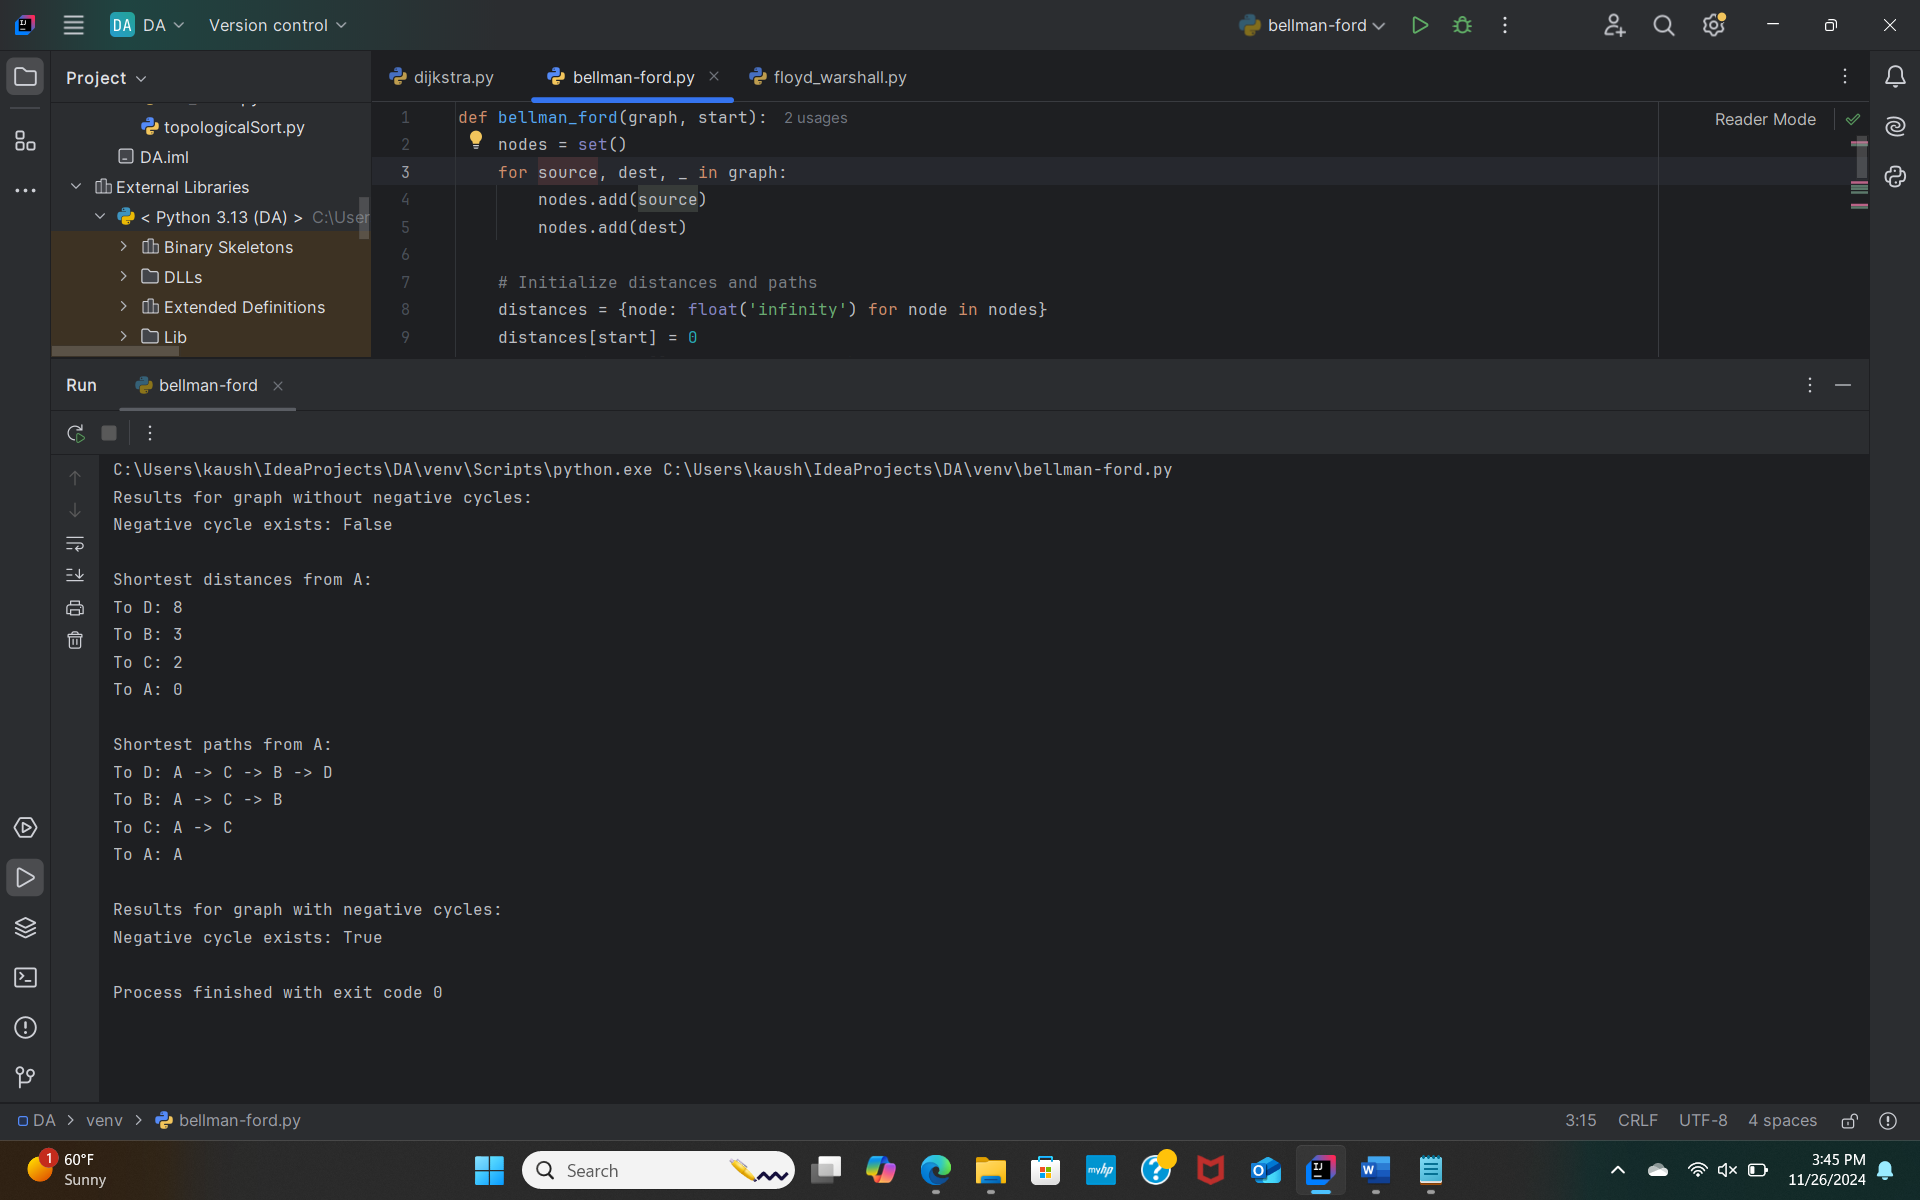 DA DA Version control bellman-ford
Project
dijkstra.py bellman-ford.py floyd_warshall.py
topologicalSort.py
DA.iml
External Libraries
< Python 3.13 (DA) > C:\User
Binary Skeletons
DLLs
Extended Definitions
Lib
Reader Mode
1 def bellman_ford(graph, start): 2 usages
2 nodes = set()
3 for source, dest, _ in graph:
4 nodes.add(source)
5 nodes.add(dest)
6
7 # Initialize distances and paths
8 distances = {node: float('infinity') for node in nodes}
9 distances[start] = 0
Run bellman-ford
C:\Users\kaush\IdeaProjects\DA\venv\Scripts\python.exe C:\Users\kaush\IdeaProjects\DA\venv\bellman-ford.py
Results for graph without negative cycles:
Negative cycle exists: False
Shortest distances from A:
To D: 8
To B: 3
To C: 2
To A: 0
Shortest paths from A:
To D: A -> C -> B -> D
To B: A -> C -> B
To C: A -> C
To A: A
Results for graph with negative cycles:
Negative cycle exists: True
Process finished with exit code 0
DA > venv > bellman-ford.py 3:15 CRLF UTF-8 4 spaces
1 60°F
Sunny
Search
myhp
3:45 PM
11/26/2024